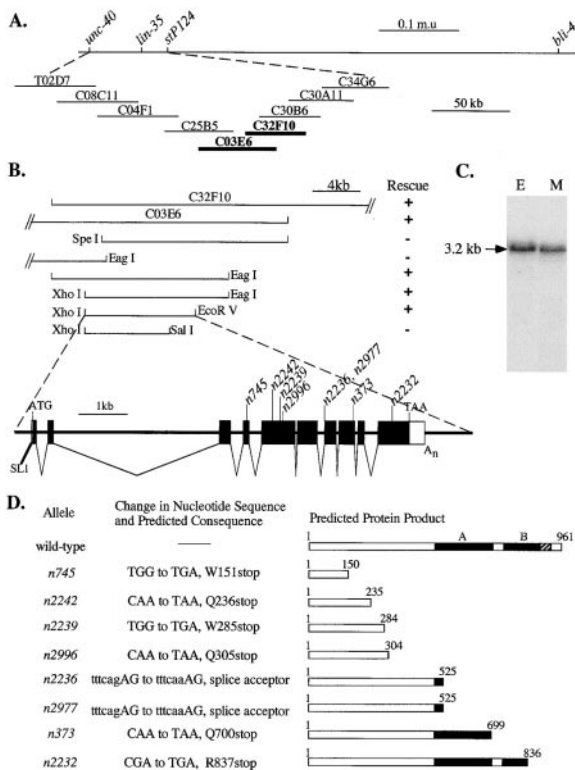 A.
unc-40
lin-35
stP124
0.1 m.u
bli-4
T02D7
C34G6
C08C11
C30A11
C04F1
C30B6
50 kb
C25B5
C32F10
C03E6
B.
4kb
Rescue
C.
C32F10
+
E M
C03E6
+
Spe I
-
3.2 kb
Eag I
-
Eag I
+
Xho I
Eag I
+
Xho I
EcoR V
+
Xho I
Sal I
-
n745
n2242
n2239
n2996
n2236, n2977
n373
n2232
ATG
1kb
TAA
SL1
An
D.
Allele
Change in Nucleotide Sequence and Predicted Consequence
Predicted Protein Product
wild-type
1 A B 961
n745 TGG to TGA, W151stop 1 150
n2242 CAA to TAA, Q236stop 1 235
n2239 TGG to TGA, W285stop 1 284
n2996 CAA to TAA, Q305stop 1 304
n2236 tttcagAG to tttcaaAG, splice acceptor 1 525
n2977 tttcagAG to tttcaaAG, splice acceptor 1 525
n373 CAA to TAA, Q700stop 1 699
n2232 CGA to TGA, R837stop 1 836